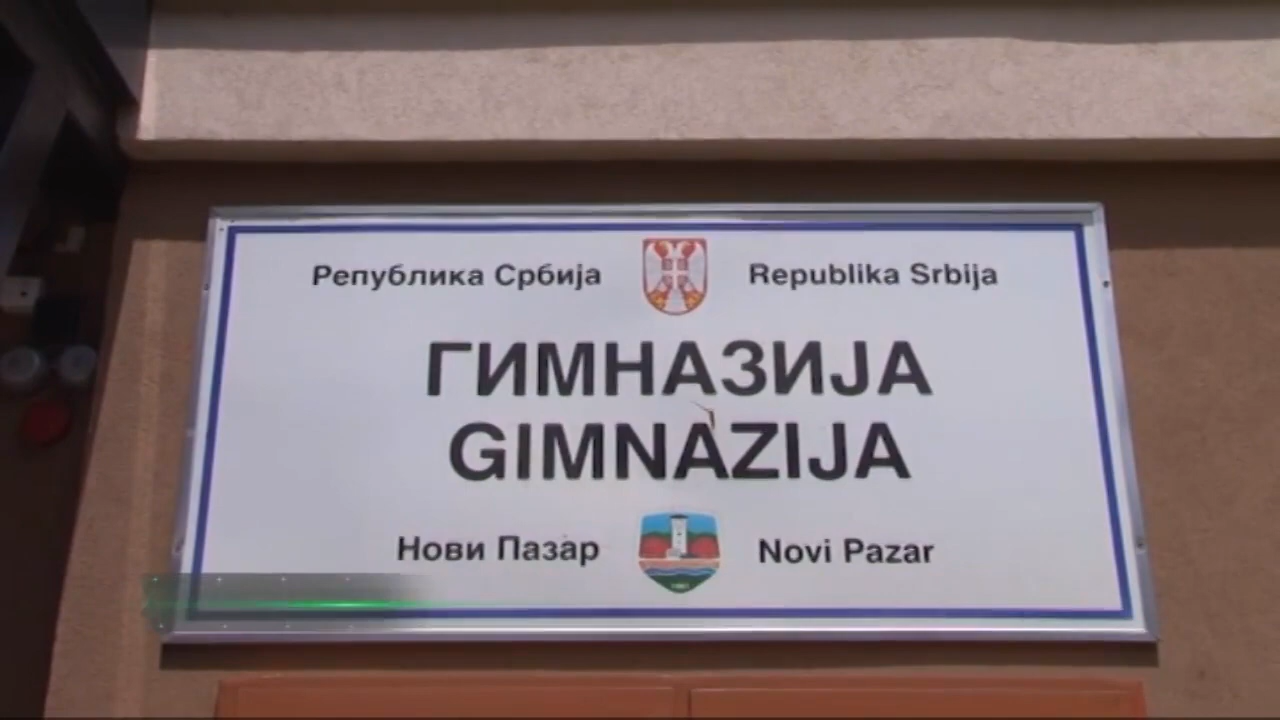 Република Србија Republika Srbija
ГИМНАЗИЈА
GIMNAZIJA
Нови Пазар Novi Pazar